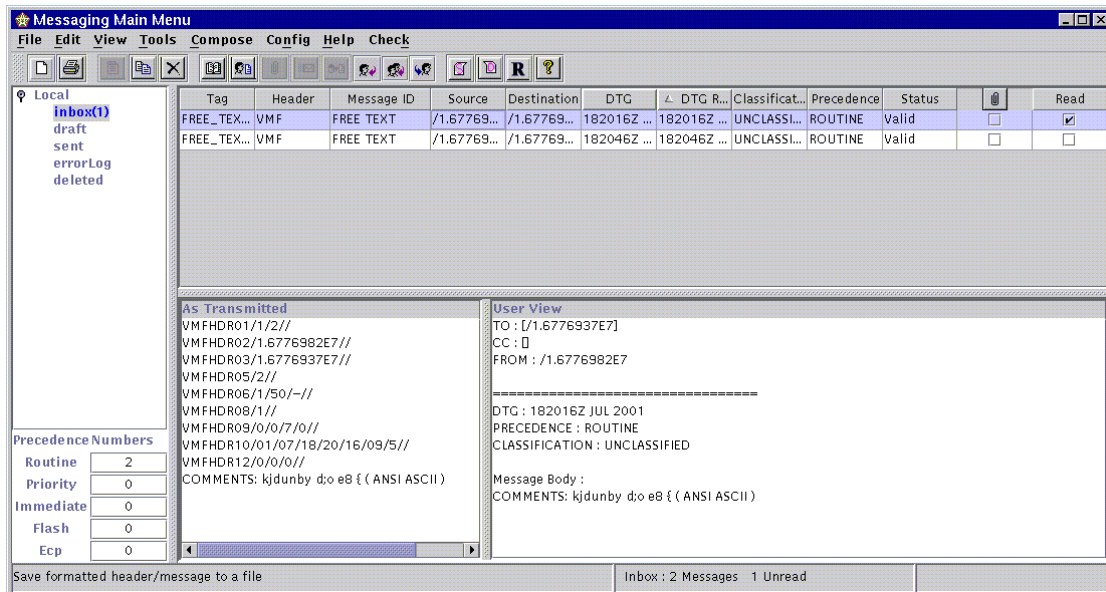 Messaging Main Menu
File Edit View Tools Compose Config Help Check
R ?
Local
inbox(1)
draft
sent
errorLog
deleted
Tag Header Message ID Source Destination DTG DTG R... Classificat... Precedence Status Read
FREE_TEX... VMF FREE TEXT /1.67769... /1.67769... 182016Z ... 182016Z ... UNCLASSI... ROUTINE Valid
FREE_TEX... VMF FREE TEXT /1.67769... /1.67769... 182046Z ... 182046Z ... UNCLASSI... ROUTINE Valid
As Transmitted
VMFHDR01/1/2//
VMFHDR02/1.6776982E7//
VMFHDR03/1.6776937E7//
VMFHDR05/2//
VMFHDR06/1/50/-//
VMFHDR08/1//
VMFHDR09/0/0/7/0//
VMFHDR10/01/07/18/20/16/09/5//
VMFHDR12/0/0/0//
COMMENTS: kjdunby d;o e8 { ( ANSI ASCII )
User View
TO : [/1.6776937E7]
CC : []
FROM : /1.6776982E7
=================================
DTG : 182016Z JUL 2001
PRECEDENCE : ROUTINE
CLASSIFICATION : UNCLASSIFIED
Message Body :
COMMENTS: kjdunby d;o e8 { ( ANSI ASCII )
Precedence Numbers
Routine 2
Priority 0
Immediate 0
Flash 0
Ecp 0
Save formatted header/message to a file
Inbox : 2 Messages 1 Unread